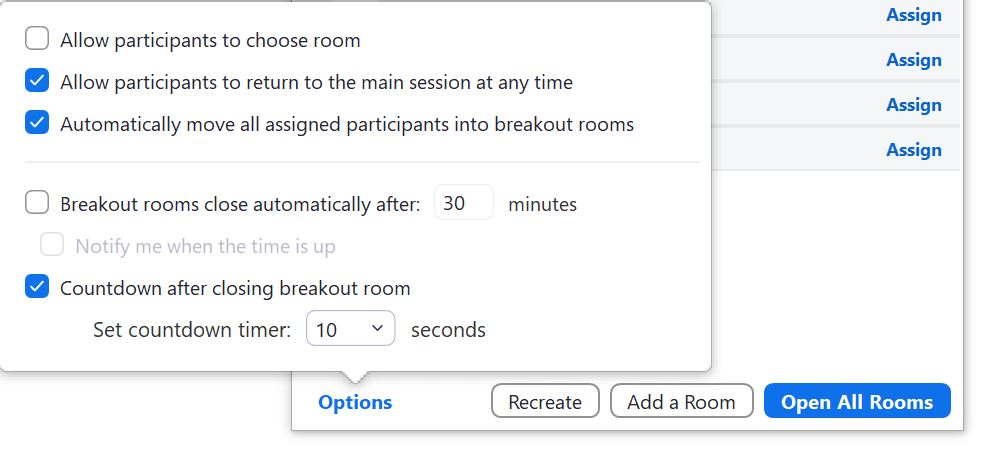 Assign
Allow participants to choose room
Allow participants to return to the main session at any time
Assign
Assign
Automatically move all assigned participants into breakout rooms
Assign
Breakout rooms close automatically after: 30 minutes
Notify me when the time is up
Countdown after closing breakout room
Set countdown timer: 10 seconds
Options Recreate Add a Room Open All Rooms